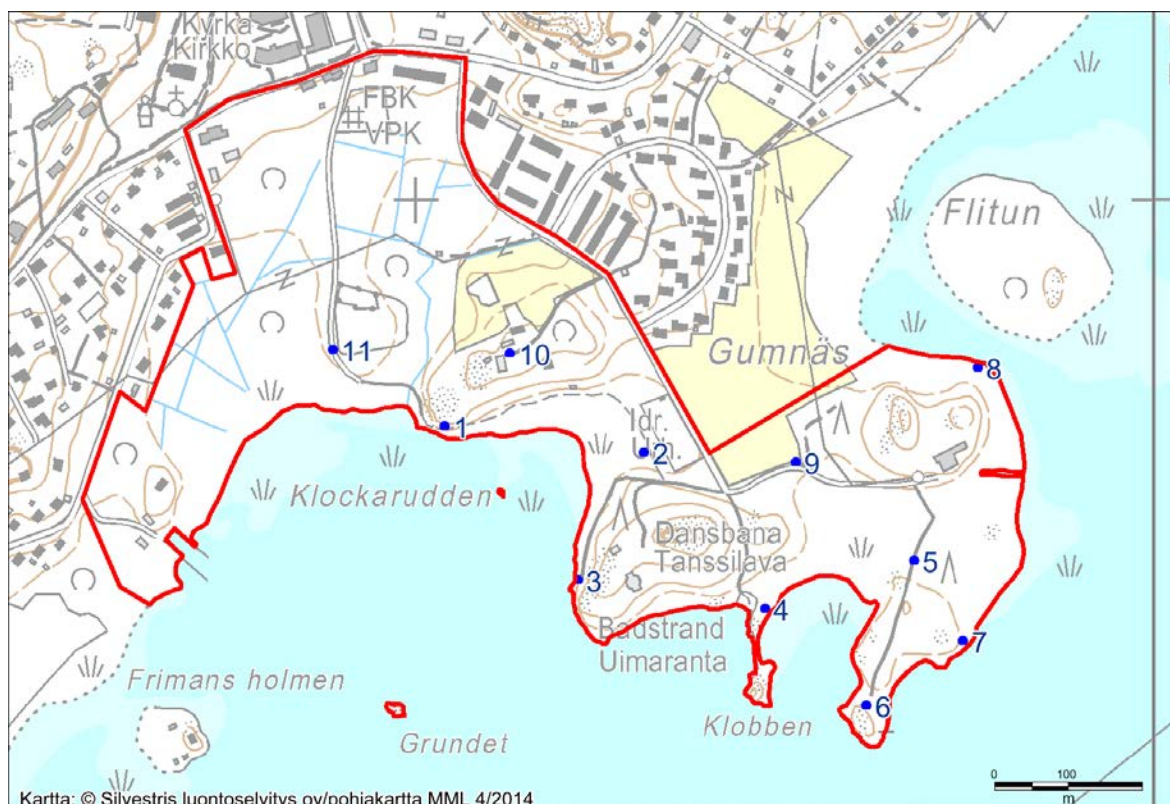 Kyrka
Kirkko
FBK
VPK
Flitun
Gumnäs
11
10
8
1
Idr.
Urh.
2
9
Klockarudden
Dansbana
Tanssilava
5
3
4
Badstrand
Uimaranta
7
Frimans holmen
6
Klobben
Grundet
0 100
m
Kartta: © Silvestris luontoselvitys oy/pohjakartta MML 4/2014